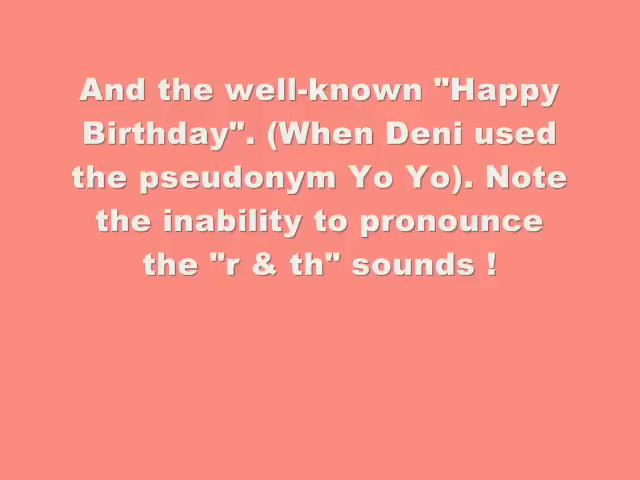 And the well-known "Happy
Birthday". (When Deni used
the pseudonym Yo Yo). Note
the inability to pronounce
the "r & th" sounds !